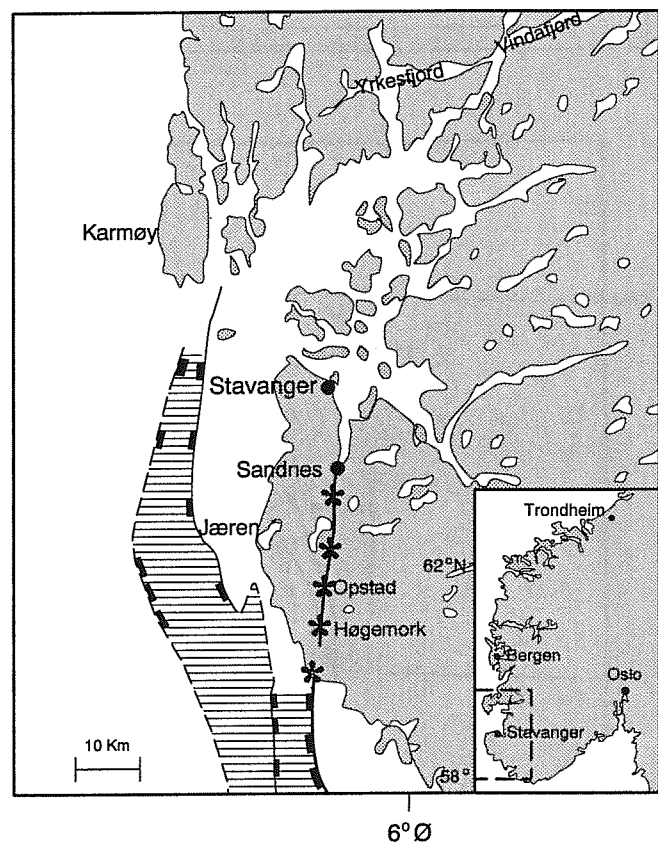 Vindafjord
Yrkesfjord
Karmøy
Stavanger
Sandnes
Jæren
Opstad
Høgemork
10 Km
Trondheim
62°N
Bergen
Oslo
Stavanger
58°
6° Ø